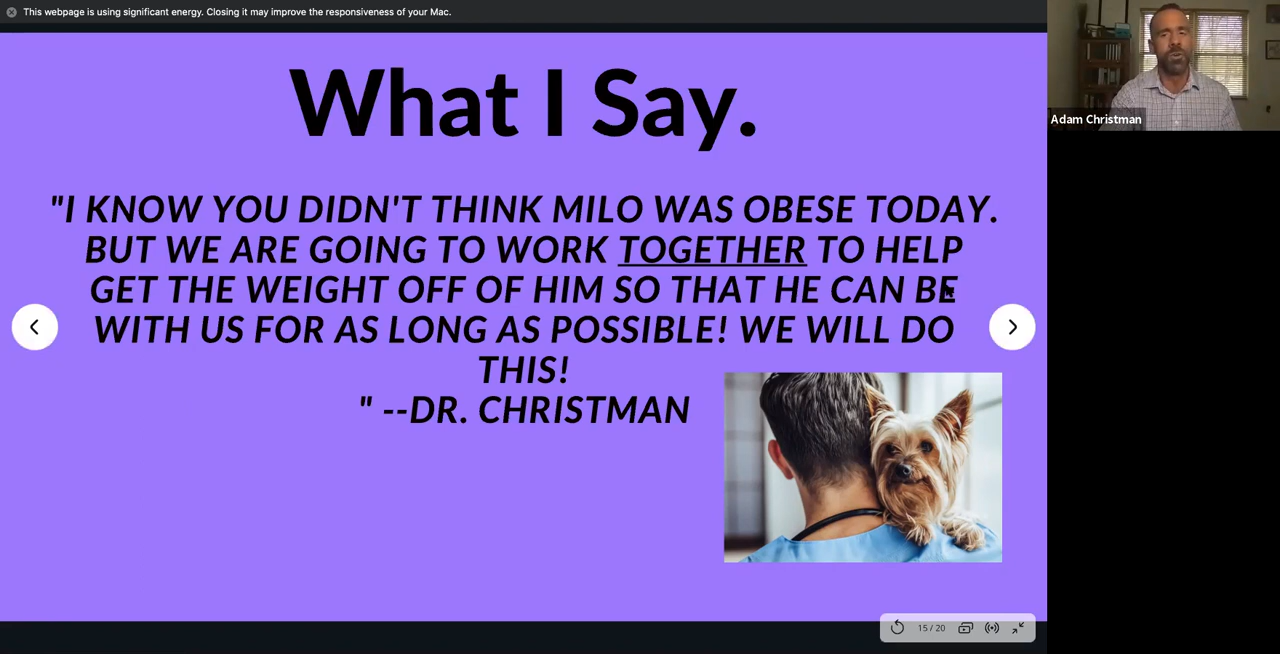 This webpage is using significant energy. Closing it may improve the responsiveness of your Mac.
What I Say.
"I KNOW YOU DIDN'T THINK MILO WAS OBESE TODAY.
BUT WE ARE GOING TO WORK TOGETHER TO HELP
GET THE WEIGHT OFF OF HIM SO THAT HE CAN BE
WITH US FOR AS LONG AS POSSIBLE! WE WILL DO
THIS!
" --DR. CHRISTMAN
Adam Christman
15 / 20